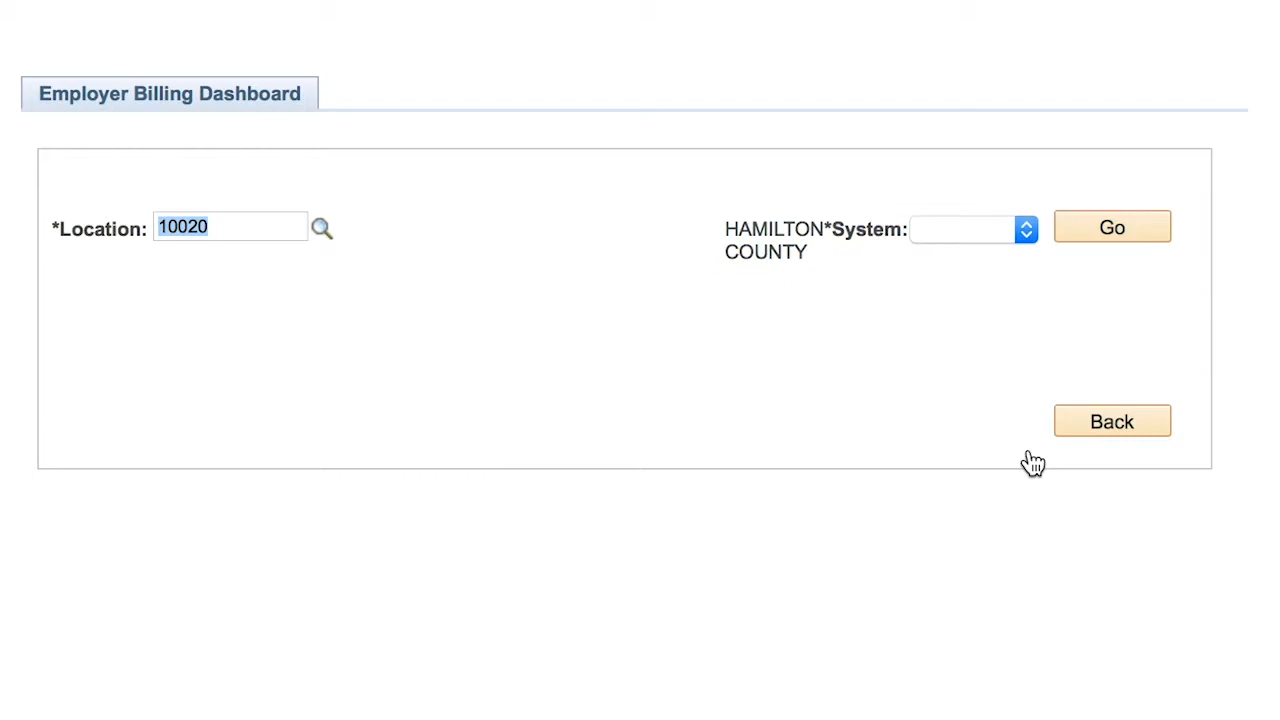 Employer Billing Dashboard
*Location: 10020 HAMILTON*System: Go
COUNTY
Back